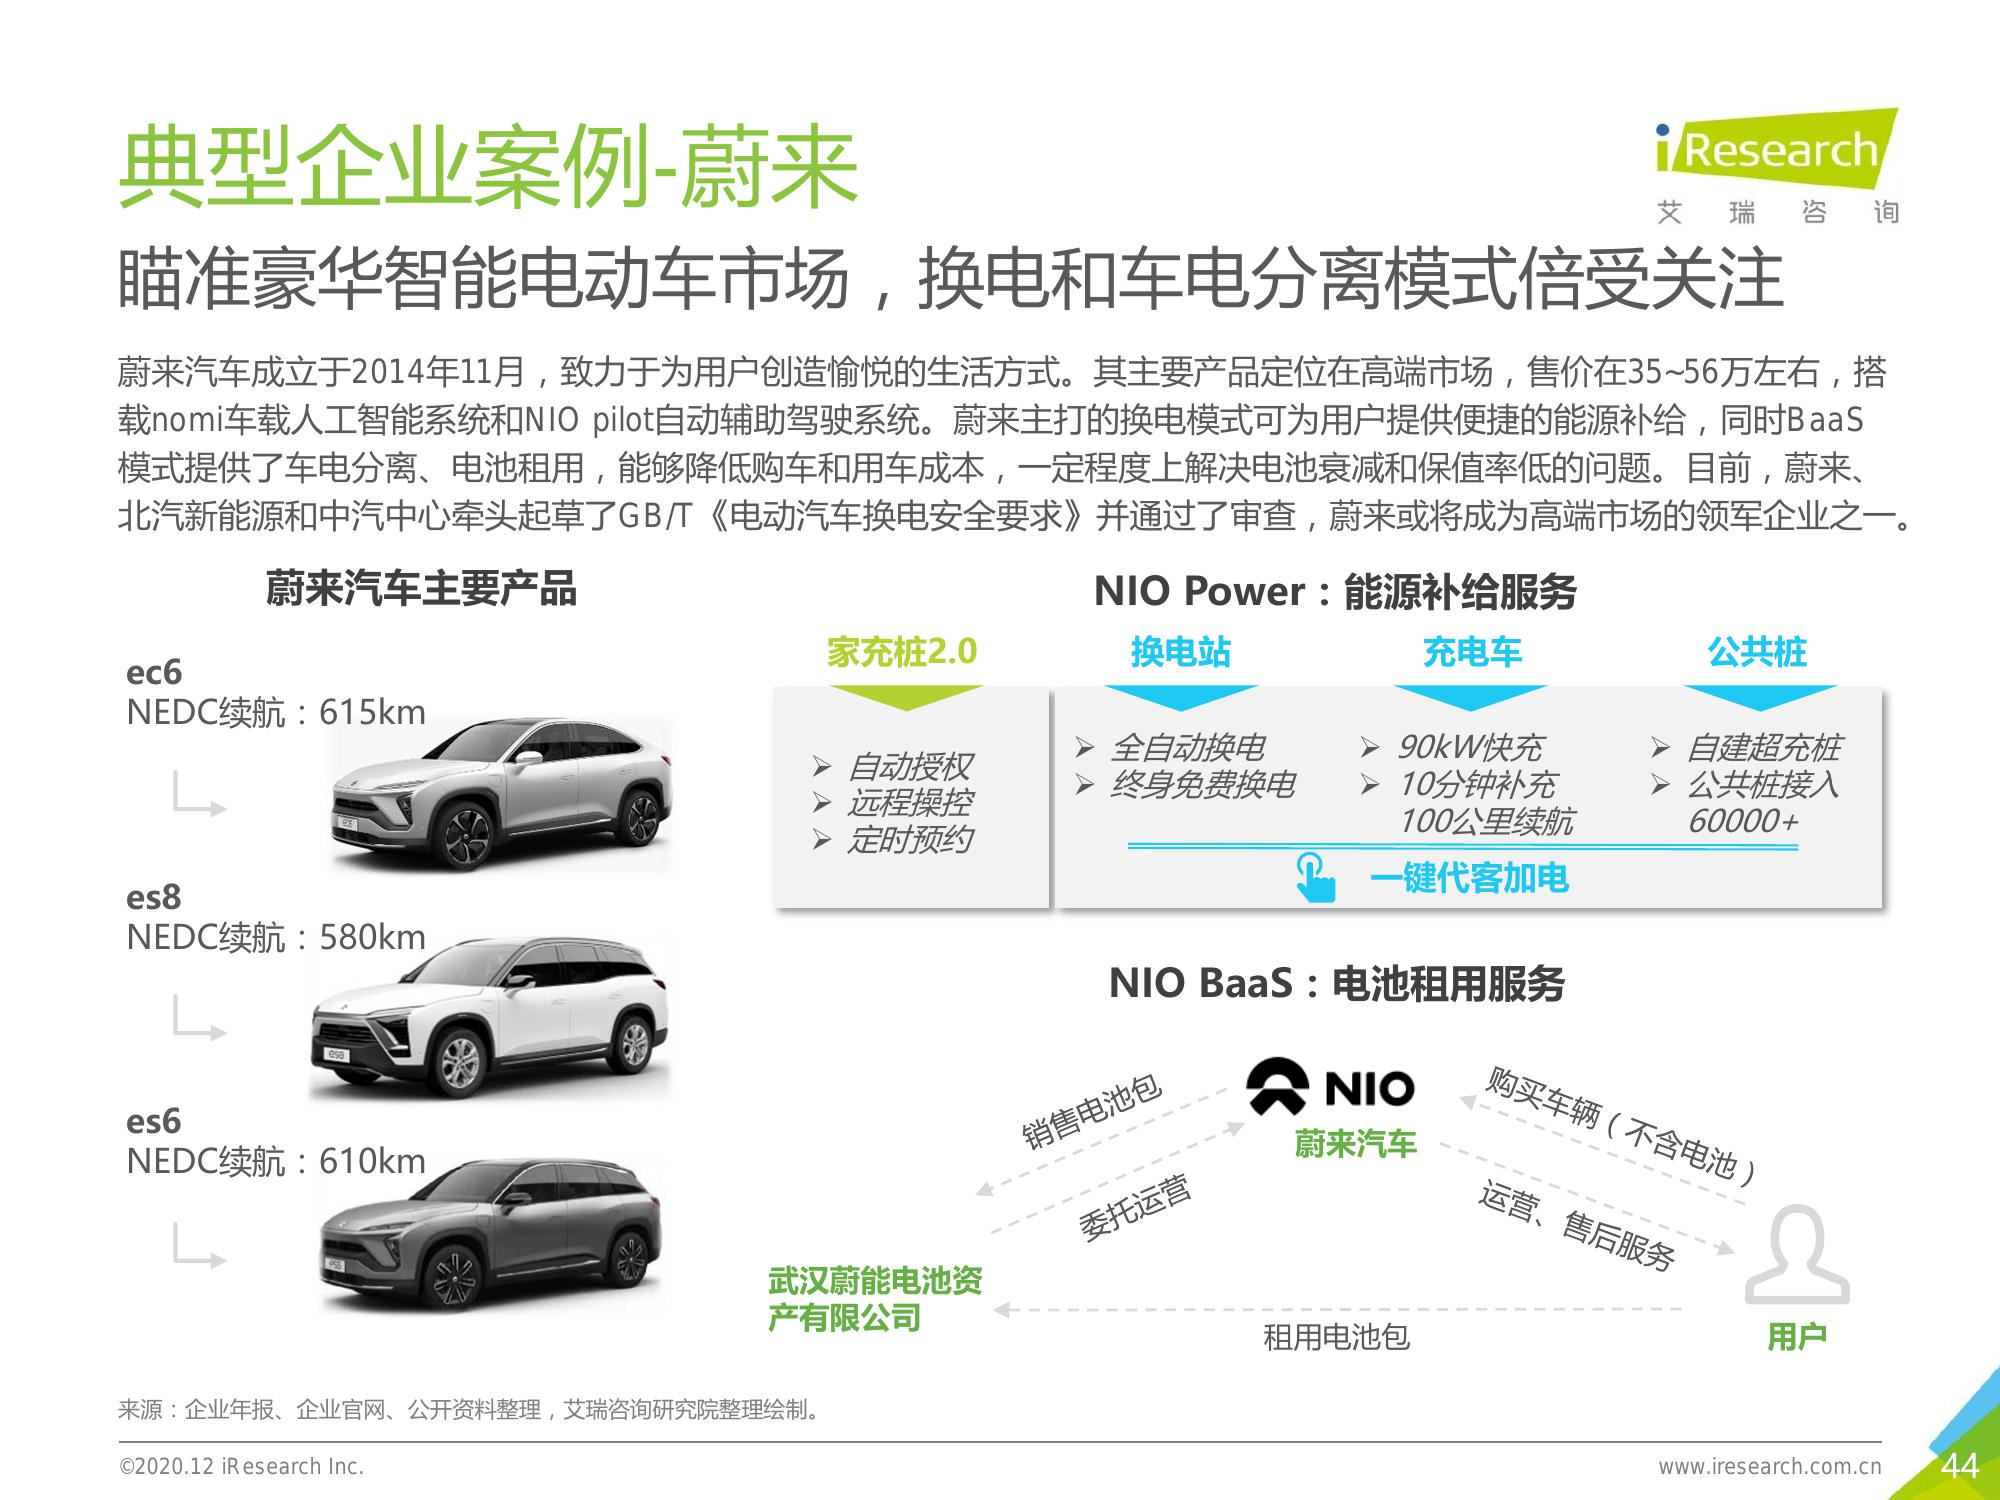 典型企业案例-蔚来
iResearch
艾瑞咨询
瞄准豪华智能电动车市场，换电和车电分离模式倍受关注
蔚来汽车成立于2014年11月，致力于为用户创造愉悦的生活方式。其主要产品定位在高端市场，售价在35~56万左右，搭
载nomi车载人工智能系统和NIO pilot自动辅助驾驶系统。蔚来主打的换电模式可为用户提供便捷的能源补给，同时BaaS
模式提供了车电分离、电池租用，能够降低购车和用车成本，一定程度上解决电池衰减和保值率低的问题。目前，蔚来、
北汽新能源和中汽中心牵头起草了GB/T《电动汽车换电安全要求》并通过了审查，蔚来或将成为高端市场的领军企业之一。
蔚来汽车主要产品
ec6
NEDC续航：615km
ec6
es8
NEDC续航：580km
es8
es6
NEDC续航：610km
es6
NIO Power：能源补给服务
家充桩2.0
➢ 自动授权
➢ 远程操控
➢ 定时预约
换电站
➢ 全自动换电
➢ 终身免费换电
充电车
➢ 90kW快充
➢ 10分钟补充
100公里续航
公共桩
➢ 自建超充桩
➢ 公共桩接入
60000+
一键代客加电
NIO BaaS：电池租用服务
NIO
蔚来汽车
销售电池包
委托运营
购买车辆（不含电池）
运营、售后服务
武汉蔚能电池资
产有限公司
租用电池包
用户
来源：企业年报、企业官网、公开资料整理，艾瑞咨询研究院整理绘制。
©2020.12 iResearch Inc.
www.iresearch.com.cn
44